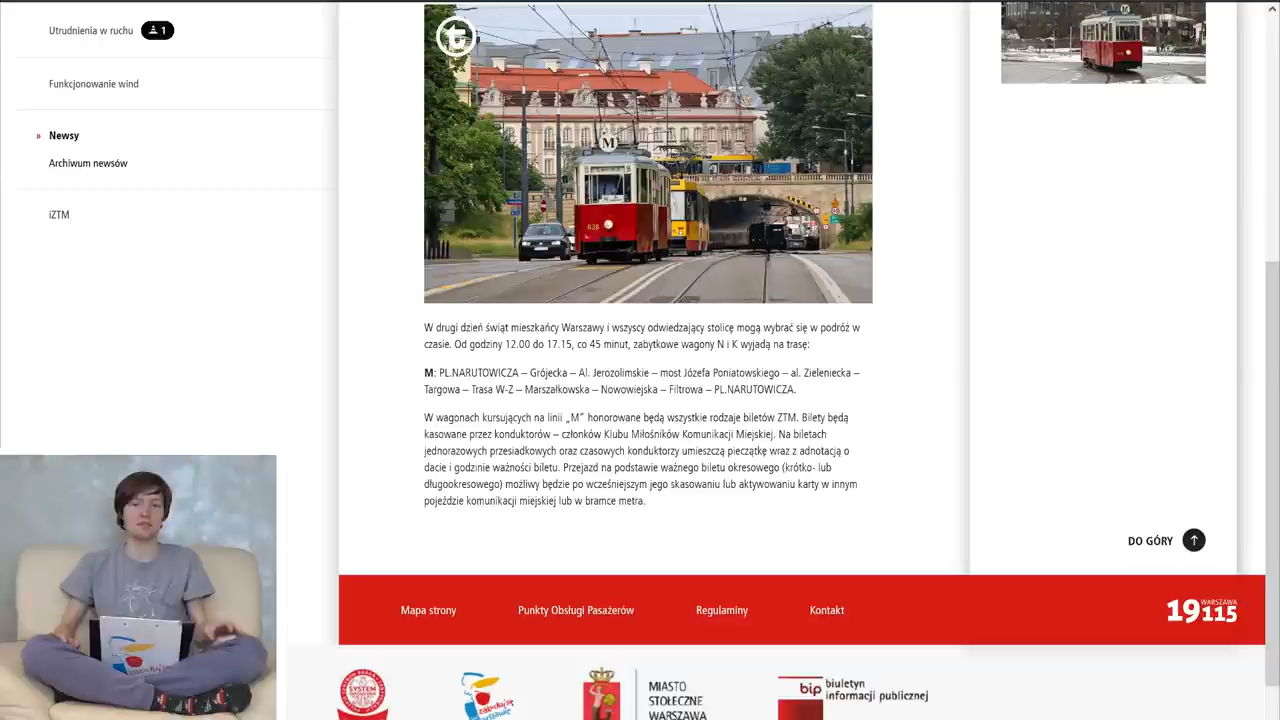 Utrudnienia w ruchu 1
Funkcjonowanie wind
» Newsy
Archiwum newsów
iZTM
t
M
828
W drugi dzień świąt mieszkańcy Warszawy i wszyscy odwiedzający stolicę mogą wybrać się w podróż w
czasie. Od godziny 12.00 do 17.15, co 45 minut, zabytkowe wagony N i K wyjadą na trasę:
M: PL.NARUTOWICZA – Grójecka – Al. Jerozolimskie – most Józefa Poniatowskiego – al. Zieleniecka –
Targowa – Trasa W-Z – Marszałkowska – Nowowiejska – Filtrowa – PL.NARUTOWICZA.
W wagonach kursujących na linii „M” honorowane będą wszystkie rodzaje biletów ZTM. Bilety będą
kasowane przez konduktorów – członków Klubu Miłośników Komunikacji Miejskiej. Na biletach
jednorazowych przesiadkowych oraz czasowych konduktorzy umieszczą pieczątkę wraz z adnotacją o
dacie i godzinie ważności biletu. Przejazd na podstawie ważnego biletu okresowego (krótko- lub
długookresowego) możliwy będzie po wcześniejszym jego skasowaniu lub aktywowaniu karty w innym
pojeździe komunikacji miejskiej lub w bramce metra.
DO GÓRY
Mapa strony
Punkty Obsługi Pasażerów
Regulaminy
Kontakt
WARSZAWA
19115
SYSTEM
zakochaj się
MIASTO
STOŁECZNE
WARSZAWA
bip biuletyn
informacji publicznej